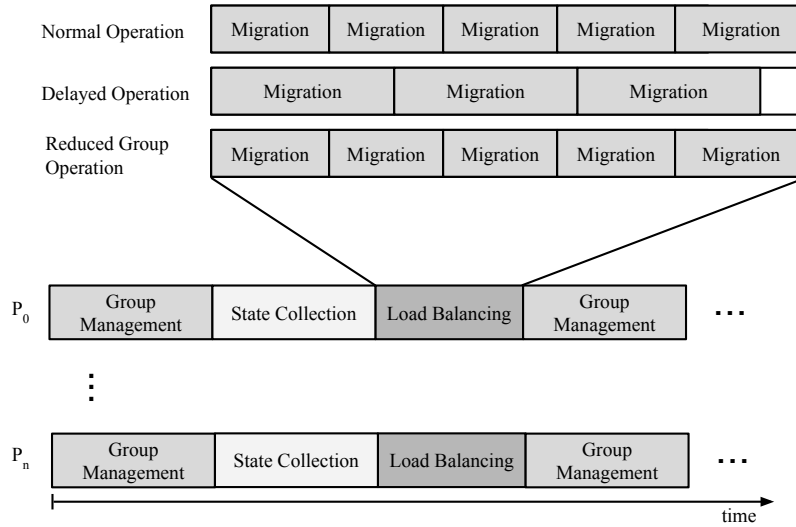 Normal Operation
Migration Migration Migration Migration Migration
Delayed Operation
Migration Migration Migration
Reduced Group
Operation
Migration Migration Migration Migration Migration
P0
Group
Management
State Collection
Load Balancing
Group
Management
...
⋮
Pn
Group
Management
State Collection
Load Balancing
Group
Management
...
time